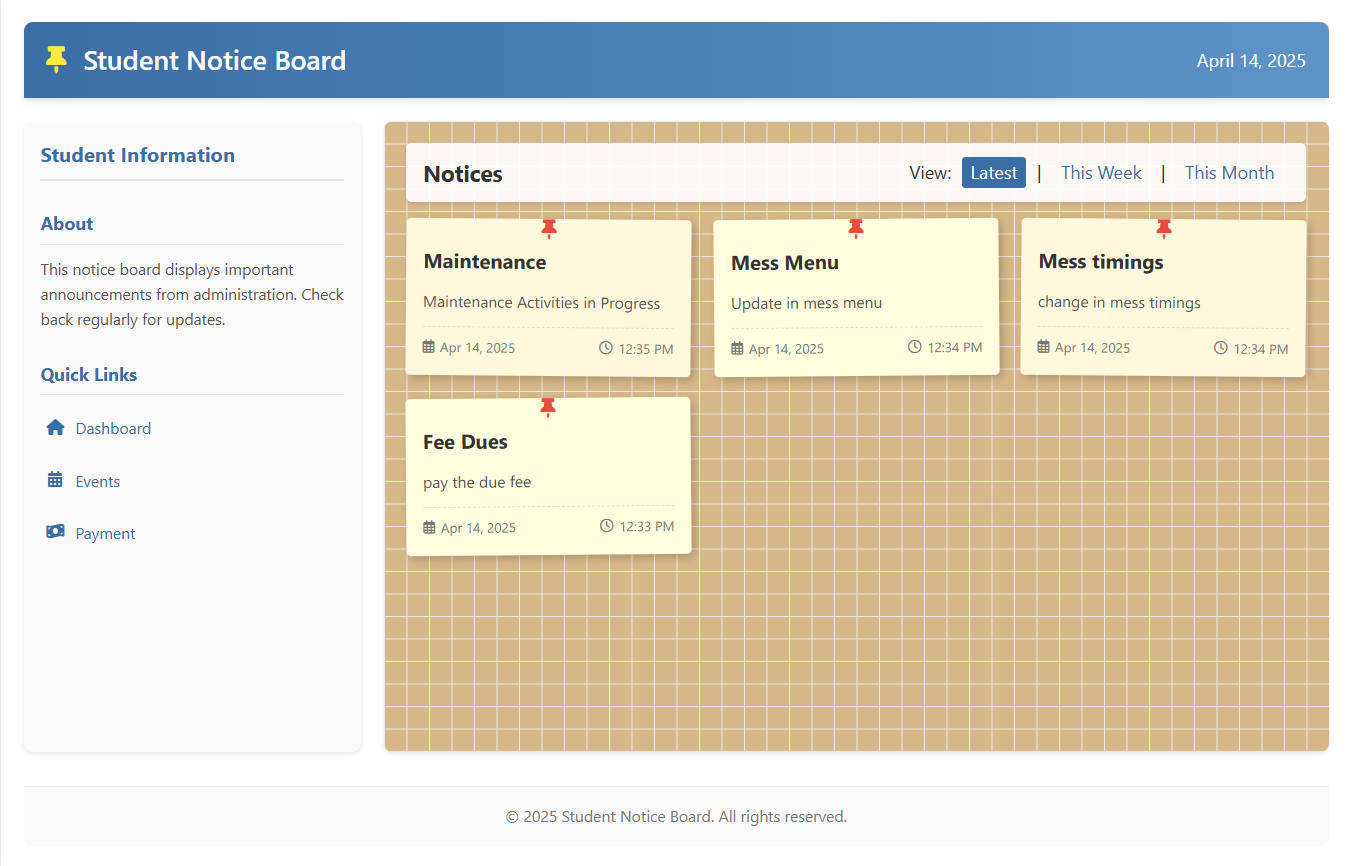 Student Notice Board
April 14, 2025
Student Information
About
This notice board displays important
announcements from administration. Check
back regularly for updates.
Quick Links
Dashboard
Events
Payment
Notices
View: Latest | This Week | This Month
Maintenance
Maintenance Activities in Progress
Apr 14, 2025 12:35 PM
Mess Menu
Update in mess menu
Apr 14, 2025 12:34 PM
Mess timings
change in mess timings
Apr 14, 2025 12:34 PM
Fee Dues
pay the due fee
Apr 14, 2025 12:33 PM
© 2025 Student Notice Board. All rights reserved.